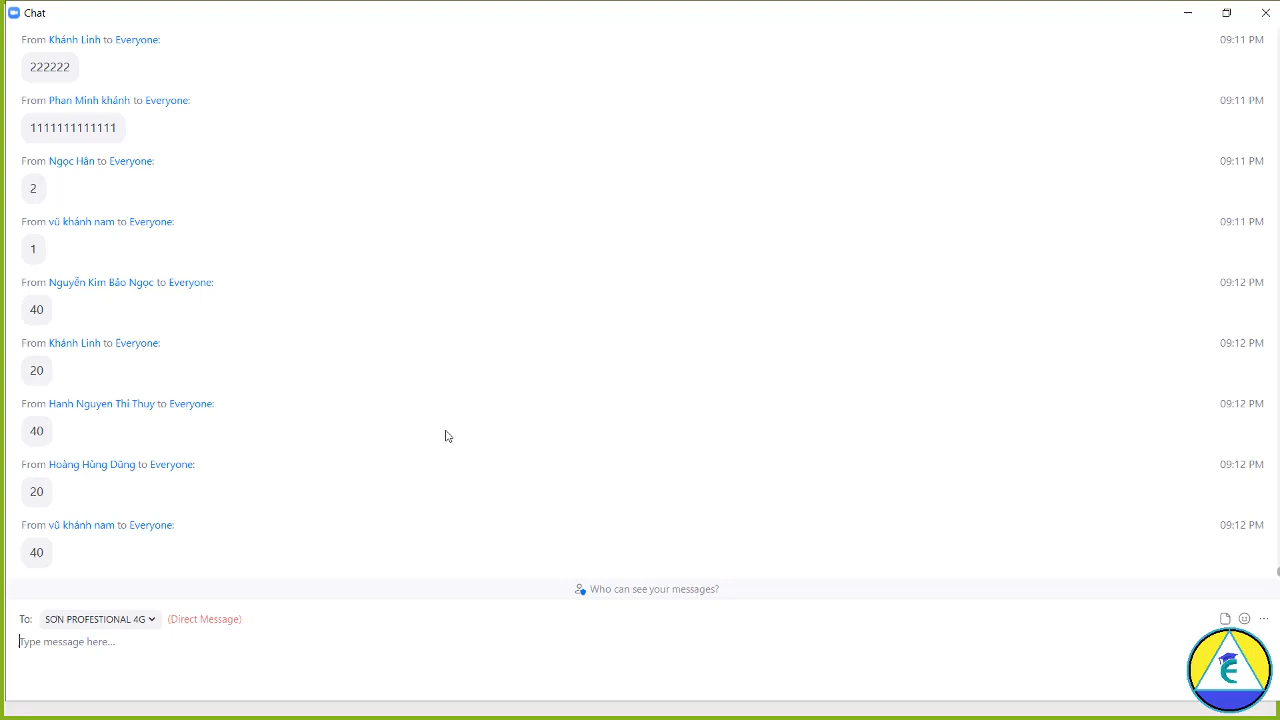 Chat
From Khánh Linh to Everyone: 09:11 PM
222222
From Phan Minh khánh to Everyone: 09:11 PM
1111111111111
From Ngọc Hân to Everyone: 09:11 PM
2
From vũ khánh nam to Everyone: 09:11 PM
1
From Nguyễn Kim Bảo Ngọc to Everyone: 09:12 PM
40
From Khánh Linh to Everyone: 09:12 PM
20
From Hanh Nguyen Thi Thuy to Everyone: 09:12 PM
40
From Hoàng Hùng Dũng to Everyone: 09:12 PM
20
From vũ khánh nam to Everyone: 09:12 PM
40
Who can see your messages?
To: SƠN PROFESTIONAL 4G (Direct Message)
Type message here...
E